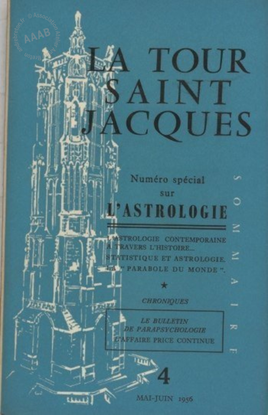 AAAB
LA TOUR
SAINT
JACQUES
Numéro spécial
sur
L'ASTROLOGIE
L'ASTROLOGIE CONTEMPORAINE
A TRAVERS L'HISTOIRE...
STATISTIQUE ET ASTROLOGIE.
"PARABOLE DU MONDE".
*
CHRONIQUES
LE BULLETIN
DE PARAPSYCHOLOGIE
L'AFFAIRE PRICE CONTINUE
SOMMAIRE
4
MAI-JUIN 1956